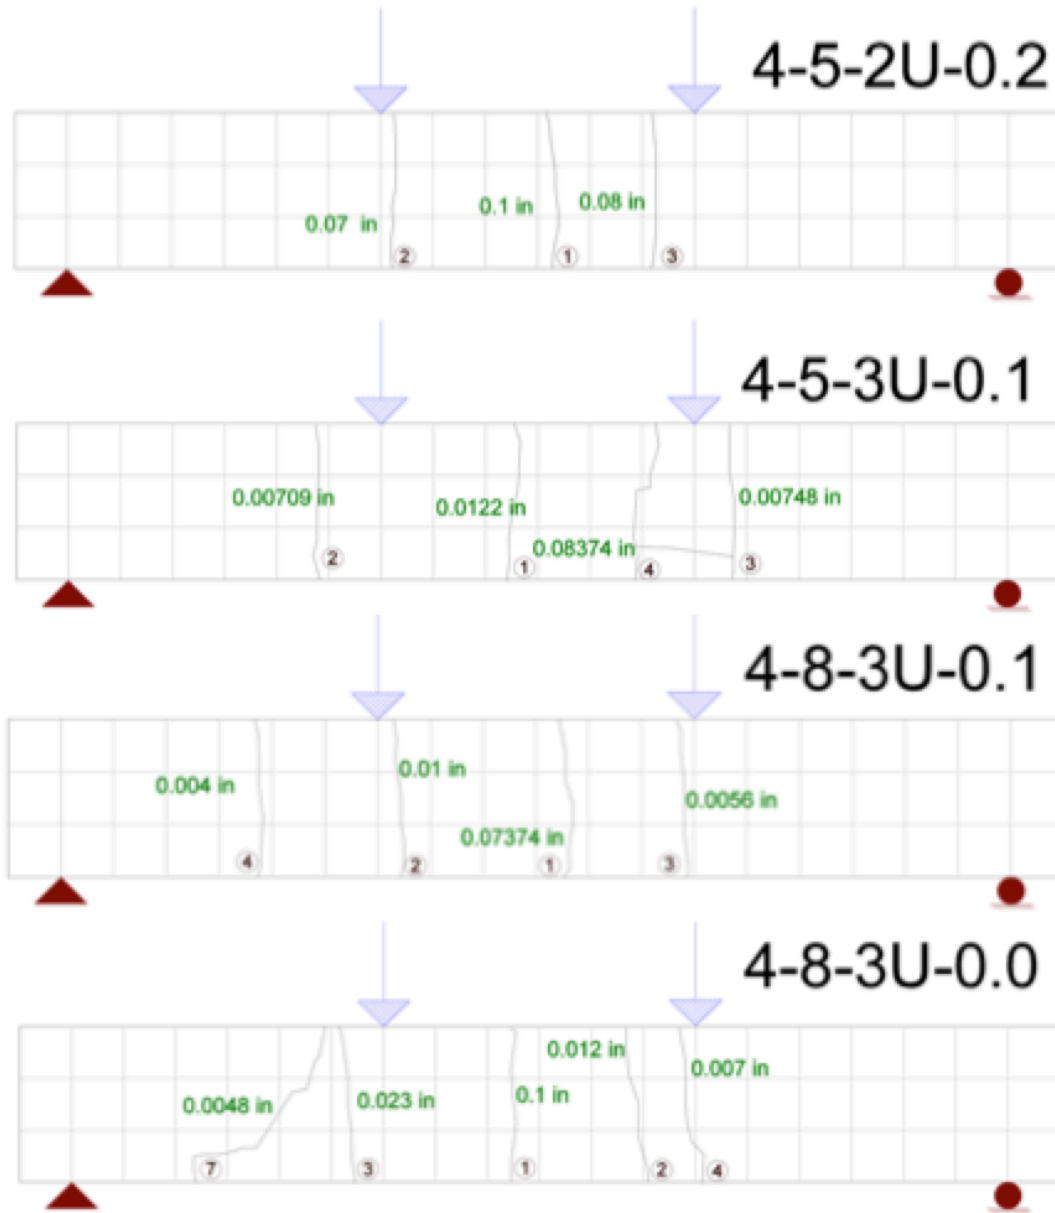 4-5-2U-0.2
0.07 in
0.1 in
0.08 in
2
1
3
4-5-3U-0.1
0.00709 in
0.0122 in
0.00748 in
0.08374 in
2
1
4
3
4-8-3U-0.1
0.004 in
0.01 in
0.0056 in
0.07374 in
4
2
1
3
4-8-3U-0.0
0.012 in
0.007 in
0.0048 in
0.023 in
0.1 in
7
3
1
2
4